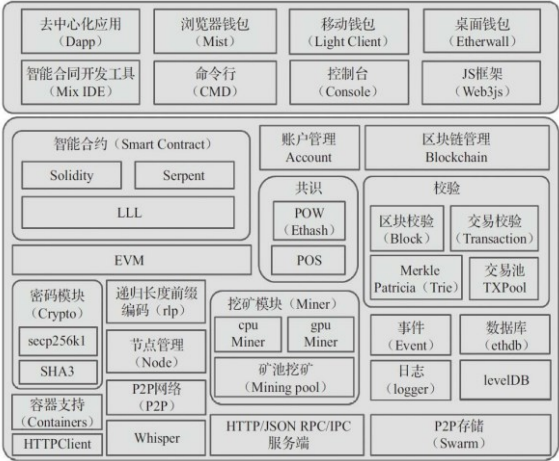 去中心化应用
（Dapp）
浏览器钱包
（Mist）
移动钱包
（Light Client）
桌面钱包
（Etherwall）
智能合同开发工具
（Mix IDE）
命令行
（CMD）
控制台
（Console）
JS框架
（Web3js）
智能合约（Smart Contract）
Solidity
Serpent
LLL
EVM
账户管理
Account
区块链管理
Blockchain
共识
POW
（Ethash）
POS
校验
区块校验
（Block）
交易校验
（Transaction）
Merkle
Patricia（Trie）
交易池
TXPool
密码模块
（Crypto）
secp256k1
SHA3
递归长度前缀
编码（rlp）
节点管理
（Node）
P2P网络
（P2P）
Whisper
容器支持
（Containers）
HTTPClient
挖矿模块（Miner）
cpu
Miner
gpu
Miner
矿池挖矿
（Mining pool）
事件
（Event）
数据库
（ethdb）
日志
（logger）
levelDB
HTTP/JSON RPC/IPC
服务端
P2P存储
（Swarm）